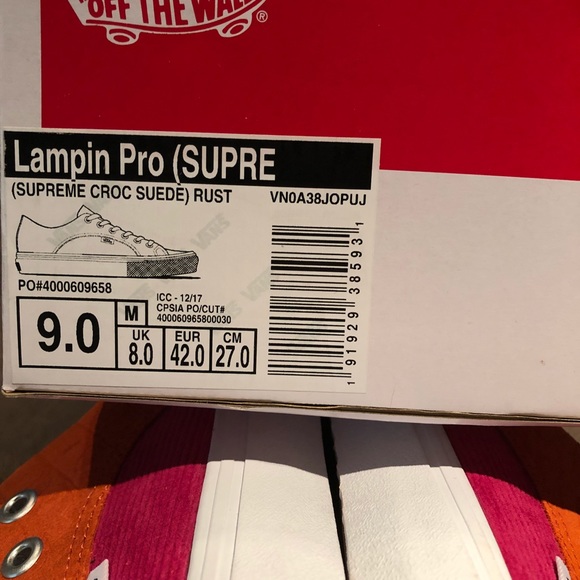 "OFF THE WALL"
®
Lampin Pro (SUPRE
(SUPREME CROC SUEDE) RUST VN0A38JOPUJ
PO#4000609658
9.0
M
ICC - 12/17
CPSIA PO/CUT#
400060965800030
UK
8.0
EUR
42.0
CM
27.0
1 91929 38593 1
VANS